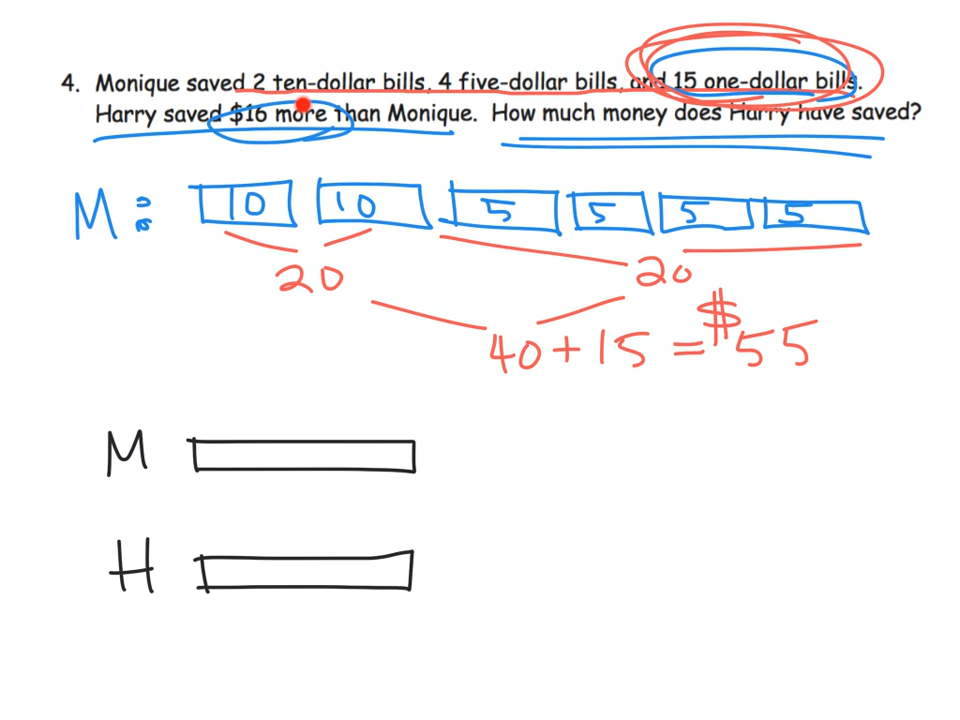 4. Monique saved 2 ten-dollar bills, 4 five-dollar bills, and 15 one-dollar bills.
Harry saved $16 more than Monique. How much money does Harry have saved?
M: 10 10 5 5 5 5
20 20
40 + 15 = $55
M
H